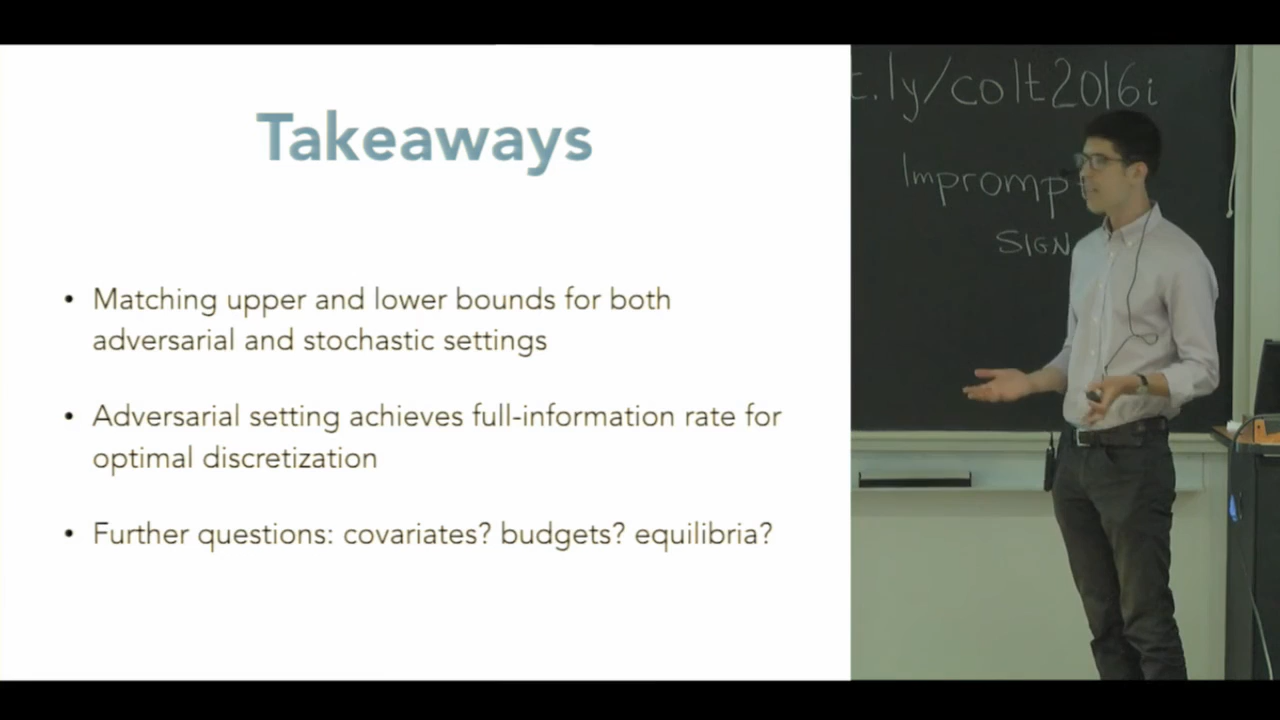 Takeaways
• Matching upper and lower bounds for both
adversarial and stochastic settings
• Adversarial setting achieves full-information rate for
optimal discretization
• Further questions: covariates? budgets? equilibria?
t.ly/colt2016i
Impromp
SIGN